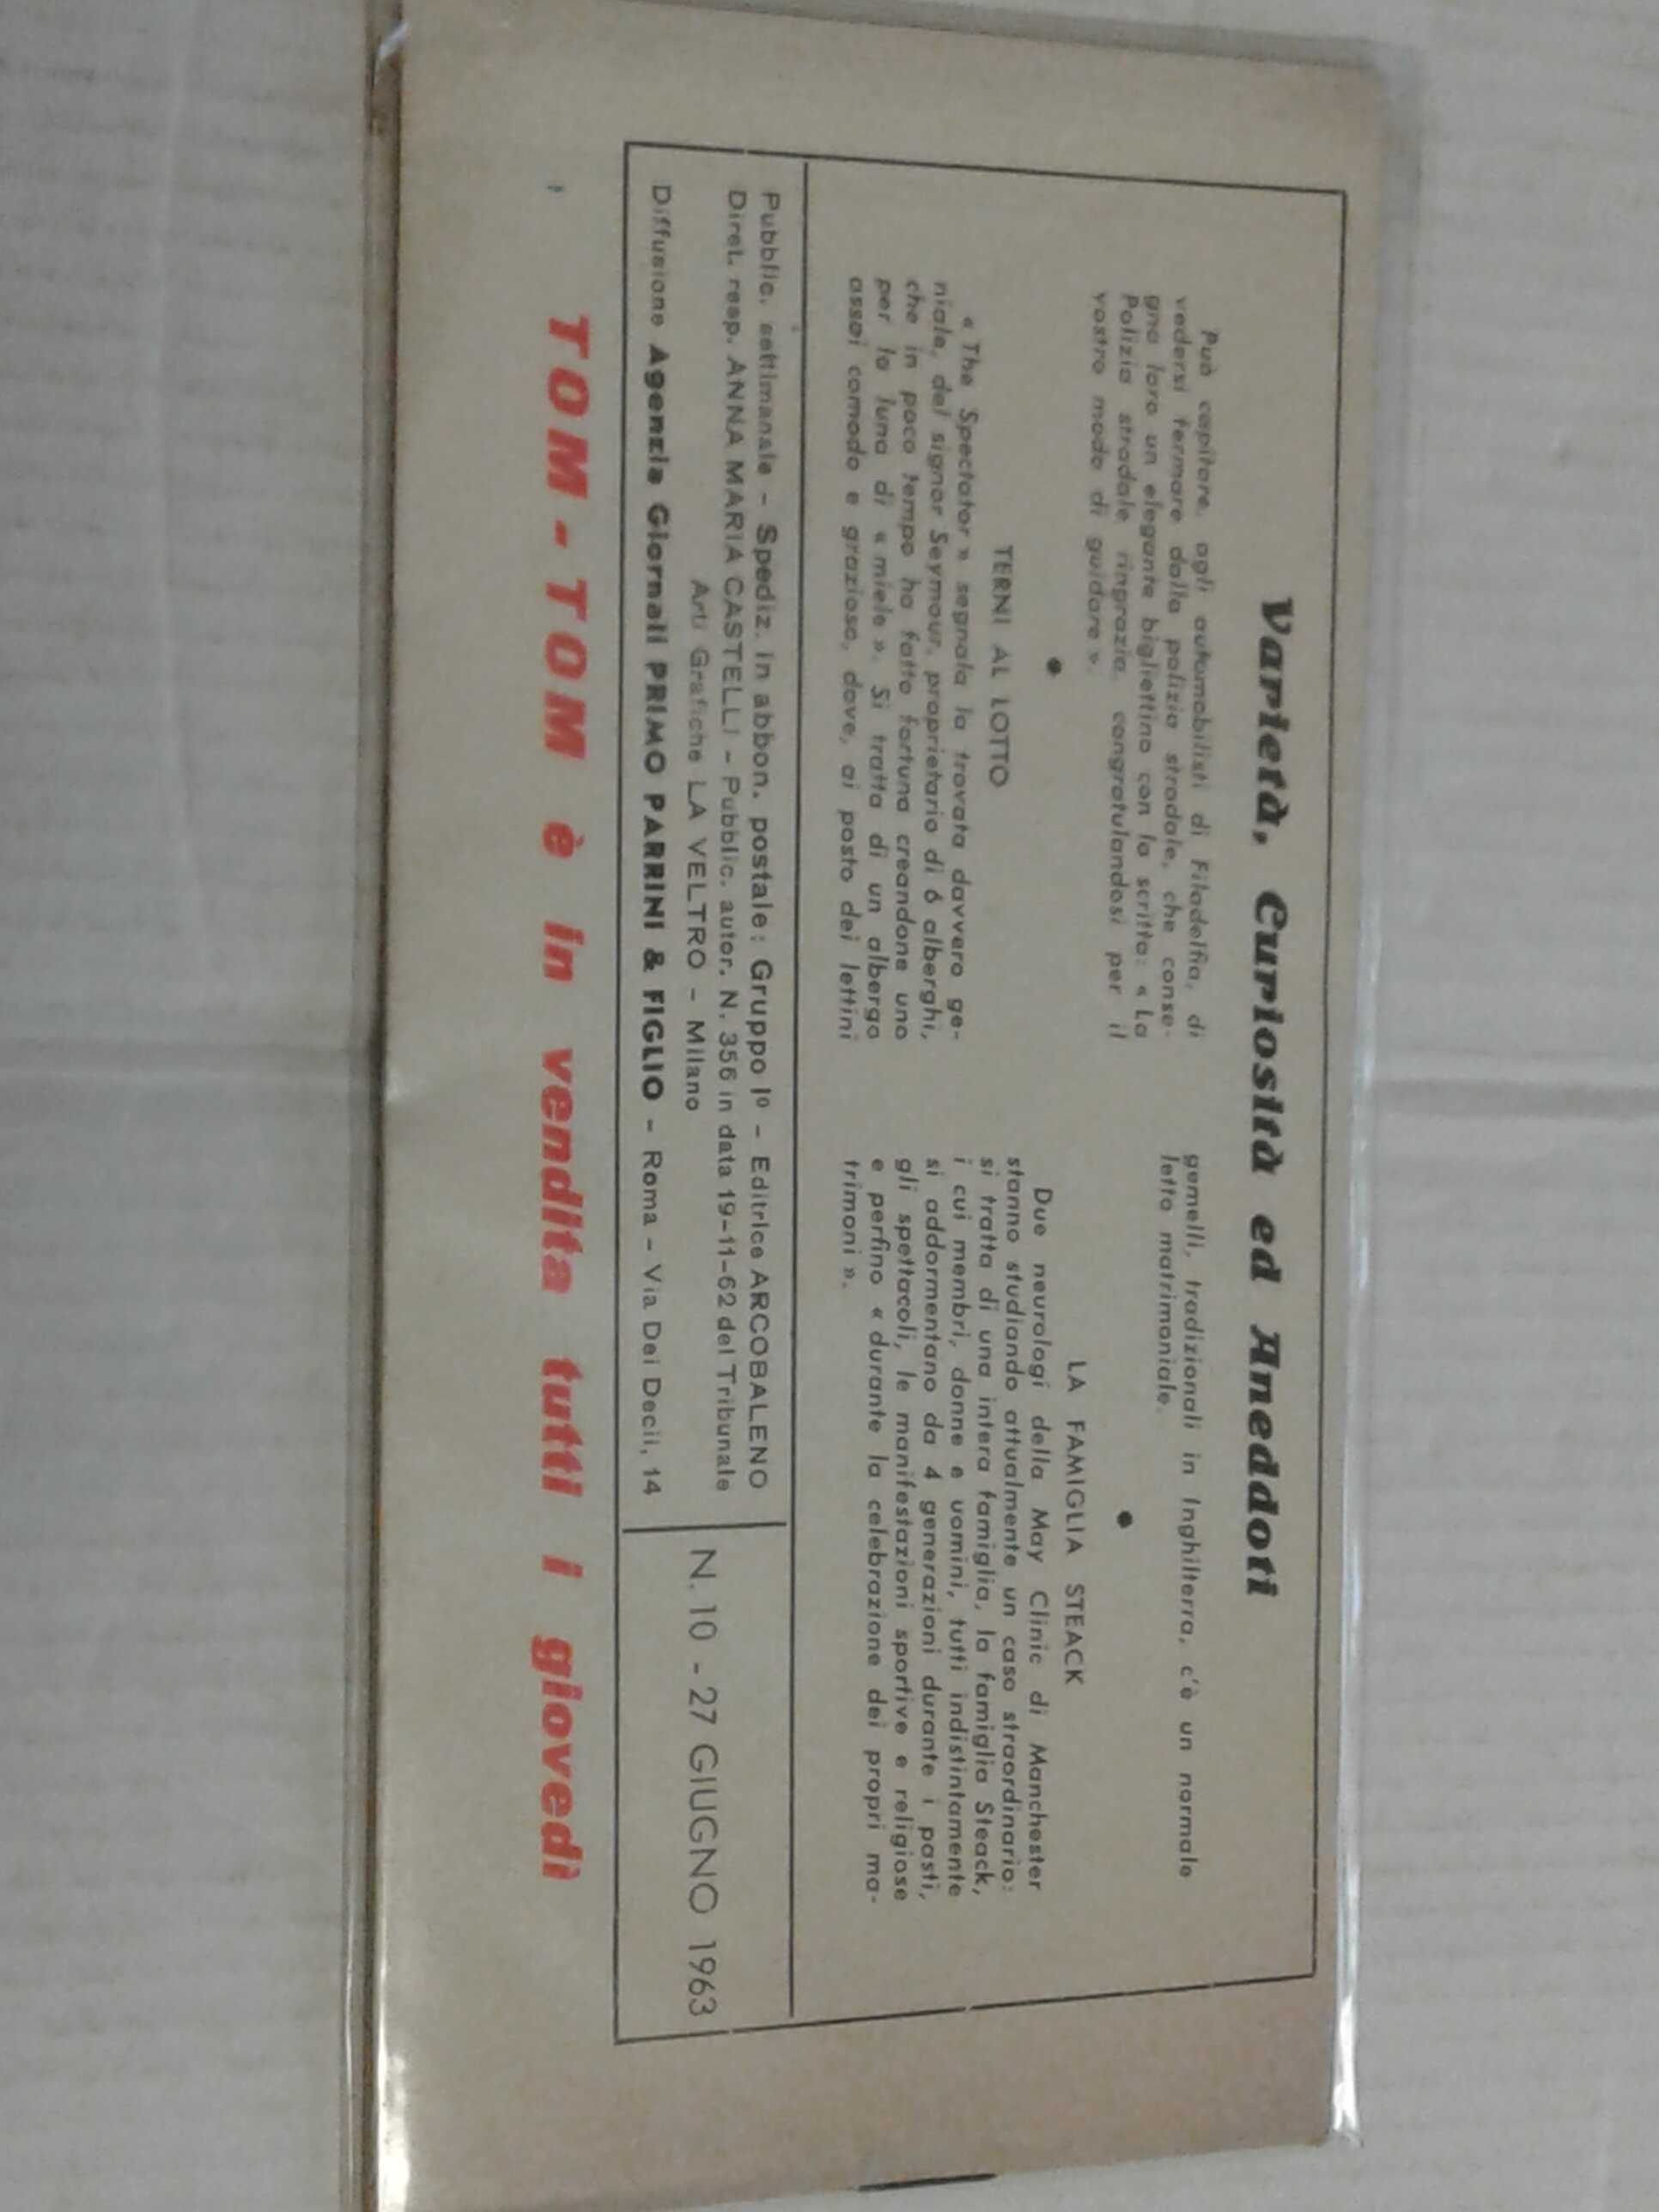 Varietà, Curiosità ed Aneddoti
Può capitare, agli automobilisti di Filadelfia, di
vedersi fermare dalla polizia stradale, che conse-
gna loro un elegante bigliettino con la scritta: « La
Polizia stradale ringrazia, congratulandosi per il
vostro modo di guidare ».
●
TERNI AL LOTTO
« The Spectator » segnala la trovata davvero ge-
niale, del signor Seymour, proprietario di 6 alberghi,
che in poco tempo ha fatto fortuna creandone uno
per la luna di « miele ». Si tratta di un albergo
assai comodo e grazioso, dove, ai posto dei lettini
gemelli, tradizionali in Inghilterra, c'è un normale
letto matrimoniale.
●
LA FAMIGLIA STEACK
Due neurologi della May Clinic di Manchester
stanno studiando attualmente un caso straordinario:
si tratta di una intera famiglia, la famiglia Steack,
i cui membri, donne e uomini, tutti indistintamente
si addormentano da 4 generazioni durante i pasti,
gli spettacoli, le manifestazioni sportive e religiose
e perfino « durante la celebrazione dei propri ma-
trimoni ».
Pubblic. settimanale - Spediz. in abbon. postale: Gruppo Iº - Editrice ARCOBALENO
Diret. resp. ANNA MARIA CASTELLI - Pubblic. autor. N. 356 in data 19-11-62 del Tribunale
Arti Grafiche LA VELTRO - Milano
Diffusione Agenzia Giornali PRIMO PARRINI & FIGLIO - Roma - Via Dei Decii, 14
N. 10 - 27 GIUGNO 1963
TOM-TOM è in vendita tutti i giovedì